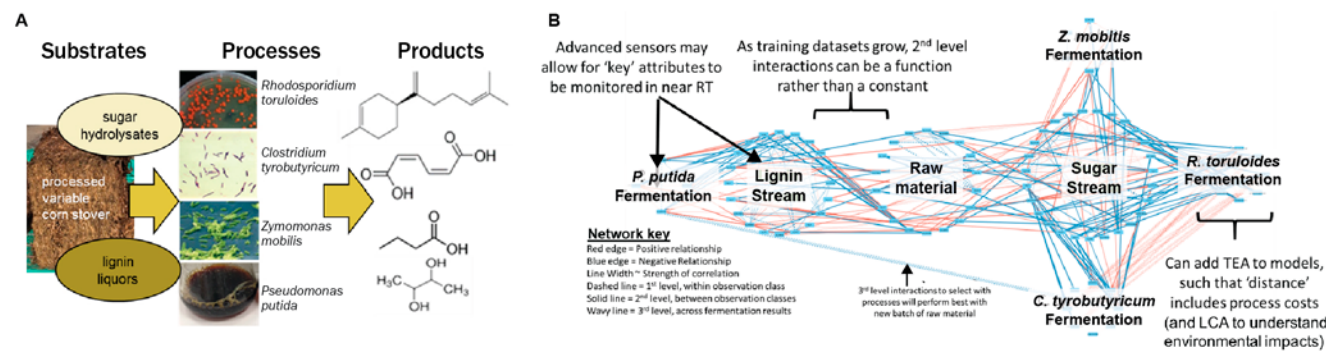 A
Substrates
Processes
Products
sugar
hydrolysates
processed
variable
corn stover
lignin
liquors
Rhodosporidium
toruloides
Clostridium
tyrobutyricum
Zymomonas
mobilis
Pseudomonas
putida
O
OH
O
OH
O
OH
OH
CH₃
H₃C
OH
B
Advanced sensors may
allow for 'key' attributes to
be monitored in near RT
As training datasets grow, 2nd level
interactions can be a function
rather than a constant
Z. mobitis
Fermentation
P. putida
Fermentation
Lignin
Stream
Raw
material
Sugar
Stream
R. toruloides
Fermentation
Network key
Red edge = Positive relationship
Blue edge = Negative Relationship
Line Width ~ Strength of correlation
Dashed line = 1st level, within observation class
Solid line = 2nd level, between observation classes
Wavy line = 3rd level, across fermentation results
3rd level interactions to select with
processes will perform best with
new batch of raw material
C. tyrobutyricum
Fermentation
Can add TEA to models,
such that 'distance'
includes process costs
(and LCA to understand
environmental impacts)